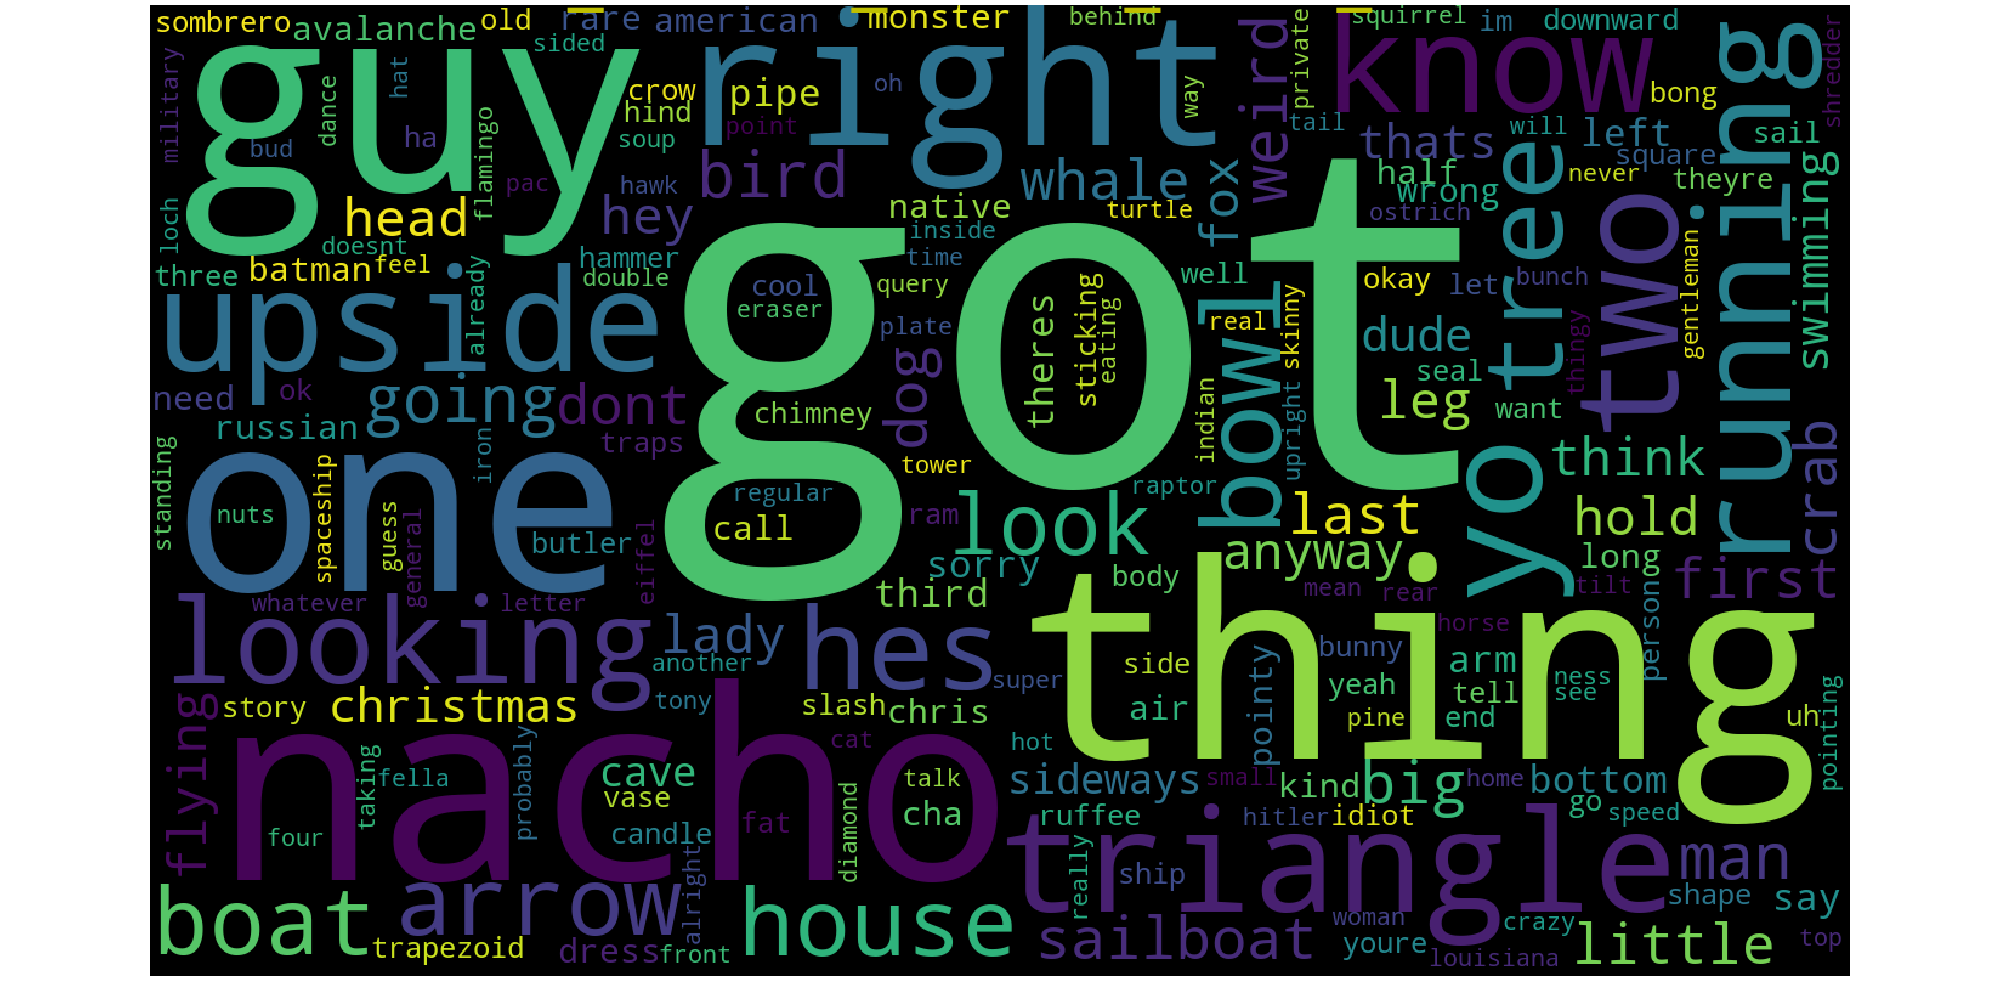 sombrero
avalanche
old
rare
american
monster
behind
squirrel
im
downward
sided
military
hat
dance
guy
right
know
oh
way
private
weird
running
shredder
crow
pipe
hind
bong
soup
point
tail
thats
will
left
sail
bud
ha
flamingo
pac
hawk
bird
whale
fox
half
wrong
square
never
theyre
swimming
loch
head
hey
native
turtle
ostrich
tree
two
doesnt
inside
three
batman
feel
hammer
double
time
well
okay
let
bunch
gentleman
upside
already
got
cool
query
eraser
plate
theres
sticking
eating
real
bowl
skinny
dude
yo
thingy
need
ok
going
dont
dog
chimney
seal
leg
want
russian
iron
traps
indian
upright
think
crab
standing
spaceship
one
tower
regular
raptor
nuts
guess
general
call
ram
look
last
hold
butler
eiffel
sorry
anyway
long
body
tilt
first
whatever
letter
third
mean
rear
thing
looking
lady
hes
horse
side
bunny
arm
person
another
super
yeah
tell
ness
see
story
christmas
tony
slash
chris
air
pointy
pine
end
uh
pointing
flying
nacho
cat
hot
taking
fella
probably
cave
vase
talk
sideways
small
kind
big
home
bottom
four
candle
fat
diamond
cha
ruffee
hitler
idiot
go
speed
triangle
man
boat
arrow
alright
house
really
ship
shape
say
trapezoid
dress
front
sailboat
woman
youre
crazy
louisiana
little
top